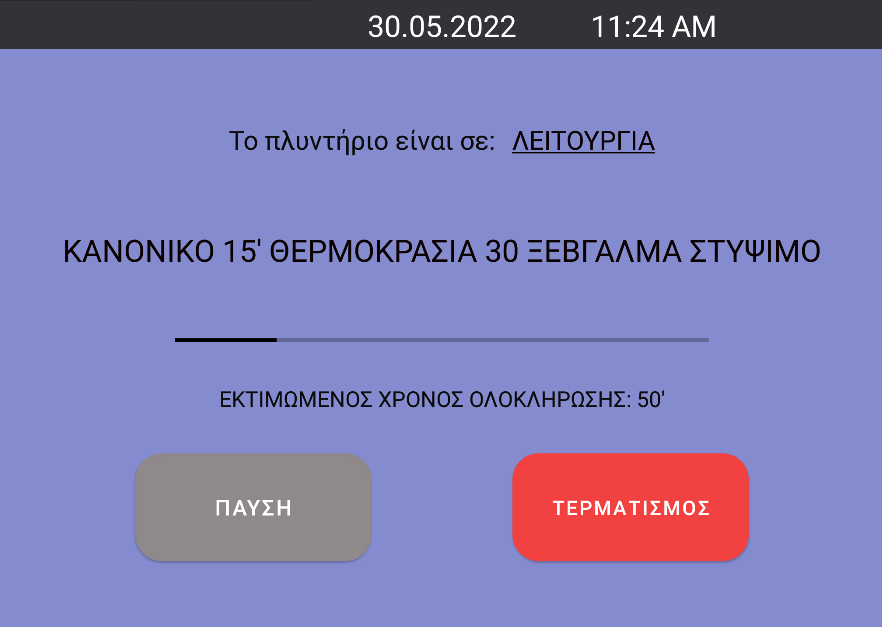 30.05.2022 11:24 AM
Το πλυντήριο είναι σε: ΛΕΙΤΟΥΡΓΙΑ
ΚΑΝΟΝΙΚΟ 15' ΘΕΡΜΟΚΡΑΣΙΑ 30 ΞΕΒΓΑΛΜΑ ΣΤΥΨΙΜΟ
ΕΚΤΙΜΩΜΕΝΟΣ ΧΡΟΝΟΣ ΟΛΟΚΛΗΡΩΣΗΣ: 50'
ΠΑΥΣΗ ΤΕΡΜΑΤΙΣΜΟΣ